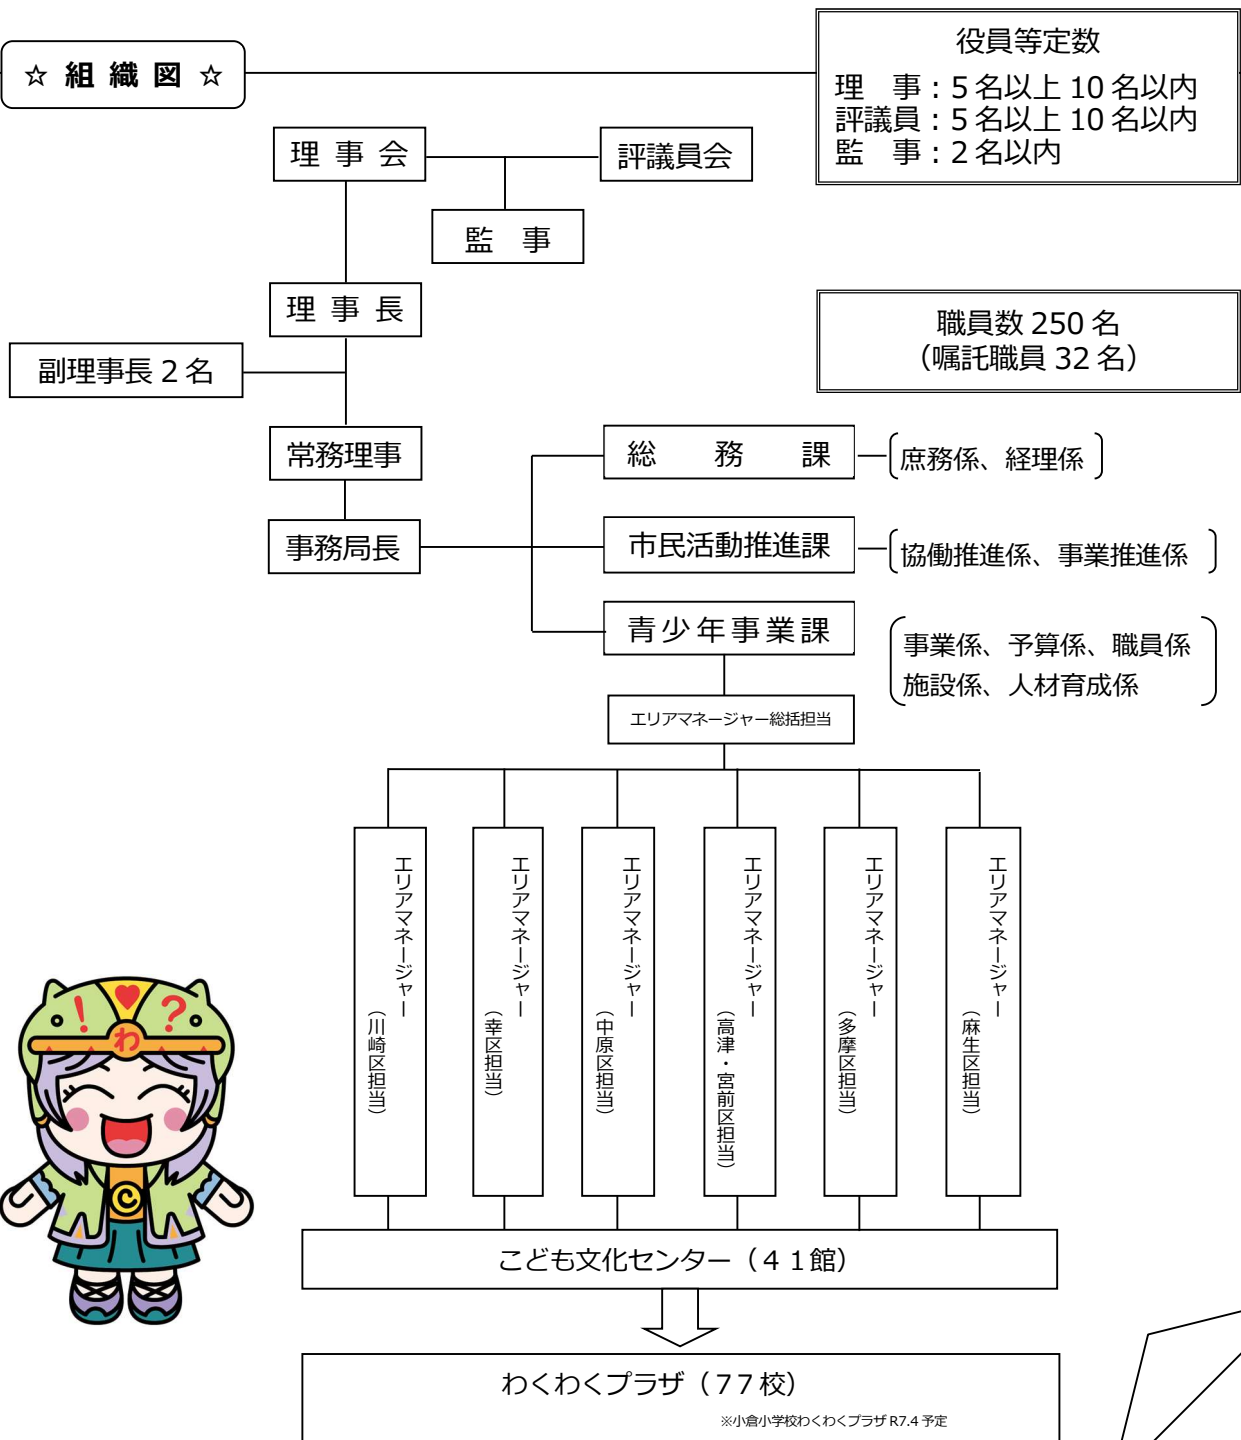 ☆ 組 織 図 ☆
役員等定数
理　事：5 名以上 10 名以内
評議員：5 名以上 10 名以内
監　事：2 名以内
理 事 会
評議員会
監　事
理 事 長
職員数 250 名
（嘱託職員 32 名）
副理事長 2 名
常務理事
総　務　課
庶務係、経理係
事務局長
市民活動推進課
協働推進係、事業推進係
青少年事業課
事業係、予算係、職員係
施設係、人材育成係
エリアマネージャー総括担当
エリアマネージャー
（川崎区担当）
エリアマネージャー
（幸区担当）
エリアマネージャー
（中原区担当）
エリアマネージャー
（高津・宮前区担当）
エリアマネージャー
（多摩区担当）
エリアマネージャー
（麻生区担当）
! ♥ ?
わ
C
こども文化センター（４１館）
わくわくプラザ（７７校）
※小倉小学校わくわくプラザ R7.4 予定